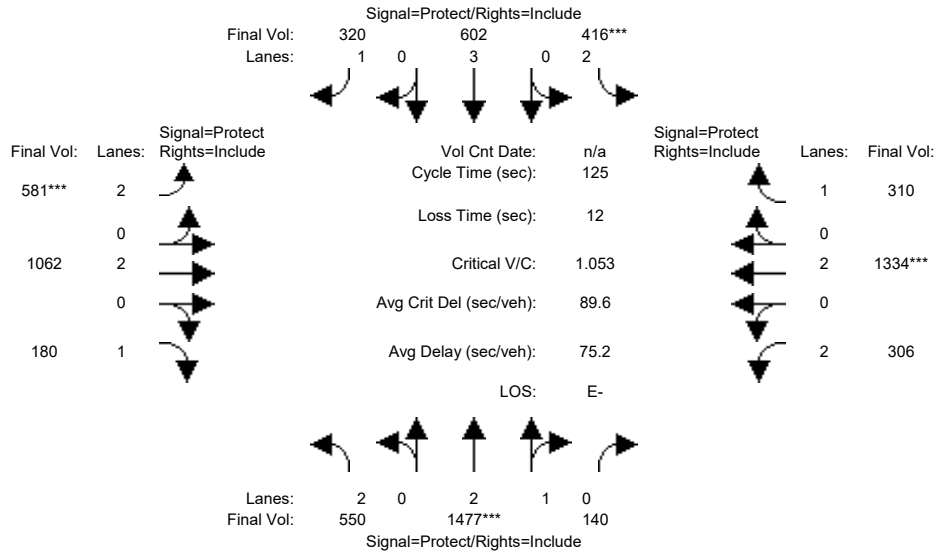 Signal=Protect/Rights=Include
Final Vol: 320 602 416***
Lanes: 1 0 3 0 2
Signal=Protect Signal=Protect
Final Vol: Lanes: Rights=Include Vol Cnt Date: n/a Rights=Include Lanes: Final Vol:
Cycle Time (sec): 125
581*** 2 1 310
Loss Time (sec): 12
0 0
1062 2 Critical V/C: 1.053 2 1334***
0 Avg Crit Del (sec/veh): 89.6 0
180 1 Avg Delay (sec/veh): 75.2 2 306
LOS: E-
Lanes: 2 0 2 1 0
Final Vol: 550 1477*** 140
Signal=Protect/Rights=Include